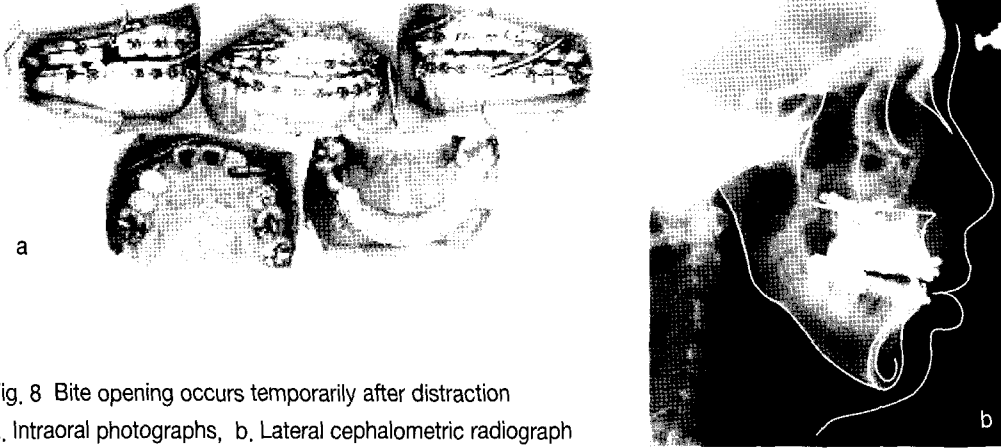 a
b
ig. 8 Bite opening occurs temporarily after distraction
. Intraoral photographs, b. Lateral cephalometric radiograph